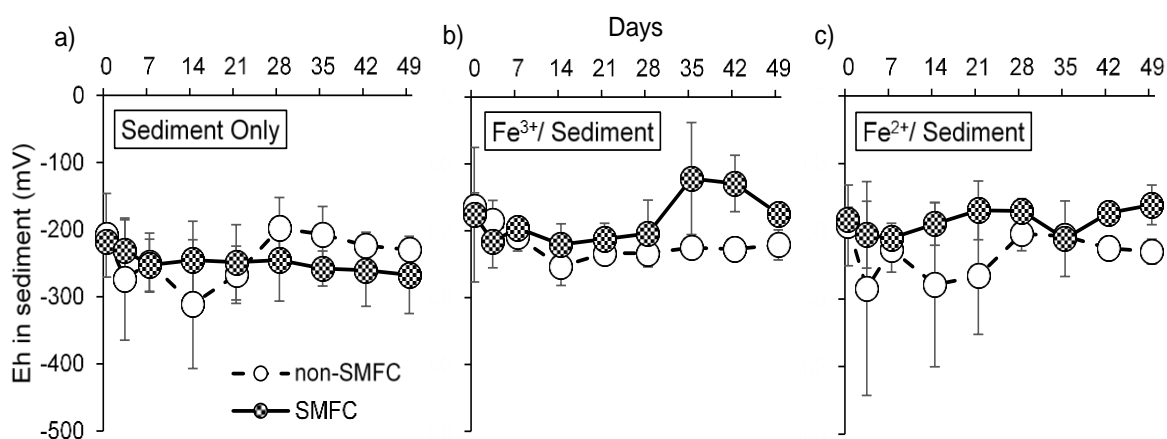 Days
a)
b)
c)
0 7 14 21 28 35 42 49
0 7 14 21 28 35 42 49
0 7 14 21 28 35 42 49
0
-100
-200
-300
-400
-500
Eh in sediment (mV)
Sediment Only
Fe³⁺/ Sediment
Fe²⁺/ Sediment
non-SMFC
SMFC